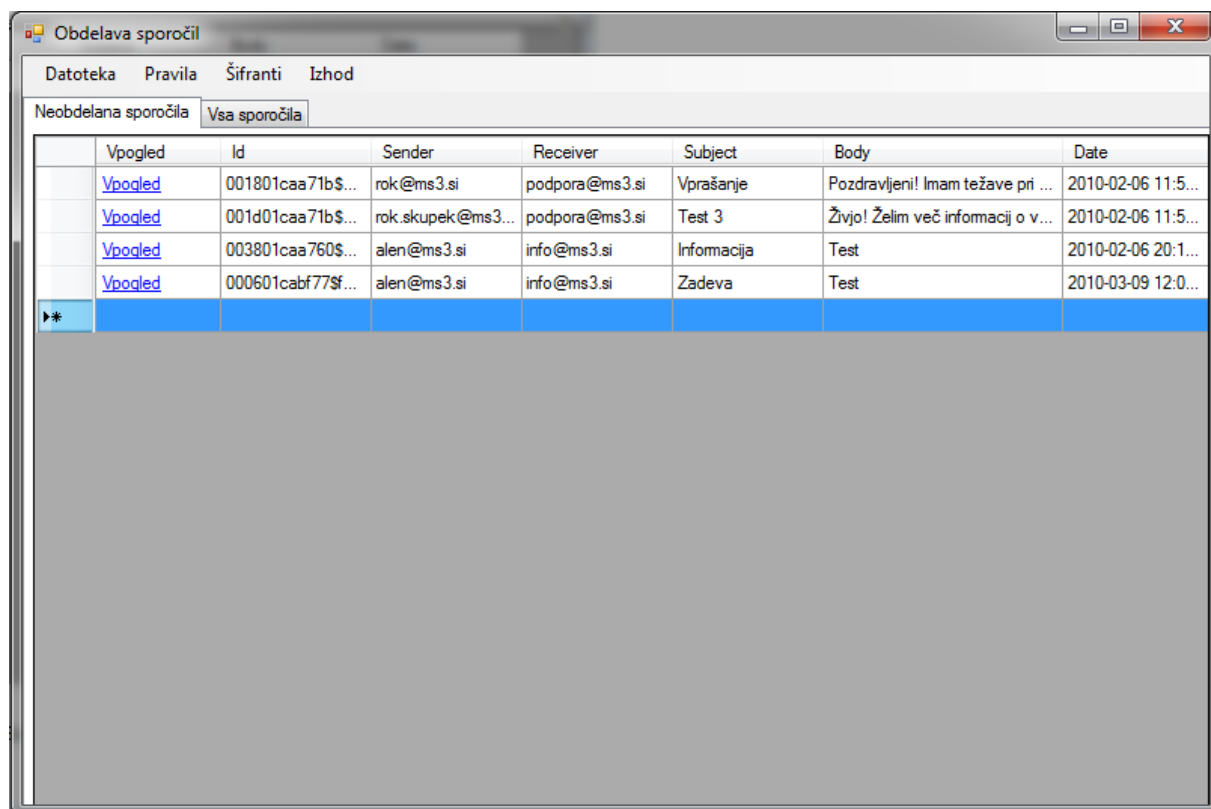 Obdelava sporočil
Datoteka Pravila Šifranti Izhod
Neobdelana sporočila Vsa sporočila
Vpogled Id Sender Receiver Subject Body Date
Vpogled 001801caa71b$... rok@ms3.si podpora@ms3.si Vprašanje Pozdravljeni! Imam težave pri ... 2010-02-06 11:5...
Vpogled 001d01caa71b$... rok.skupek@ms3... podpora@ms3.si Test 3 Živjo! Želim več informacij o v... 2010-02-06 11:5...
Vpogled 003801caa760$... alen@ms3.si info@ms3.si Informacija Test 2010-02-06 20:1...
Vpogled 000601cabf77$f... alen@ms3.si info@ms3.si Zadeva Test 2010-03-09 12:0...